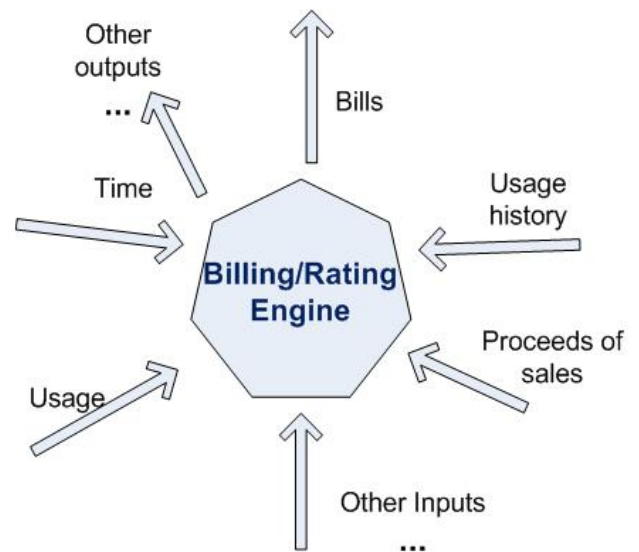 Other
outputs
...
Bills
Time
Usage
history
Billing/Rating
Engine
Proceeds of
sales
Usage
Other Inputs
...